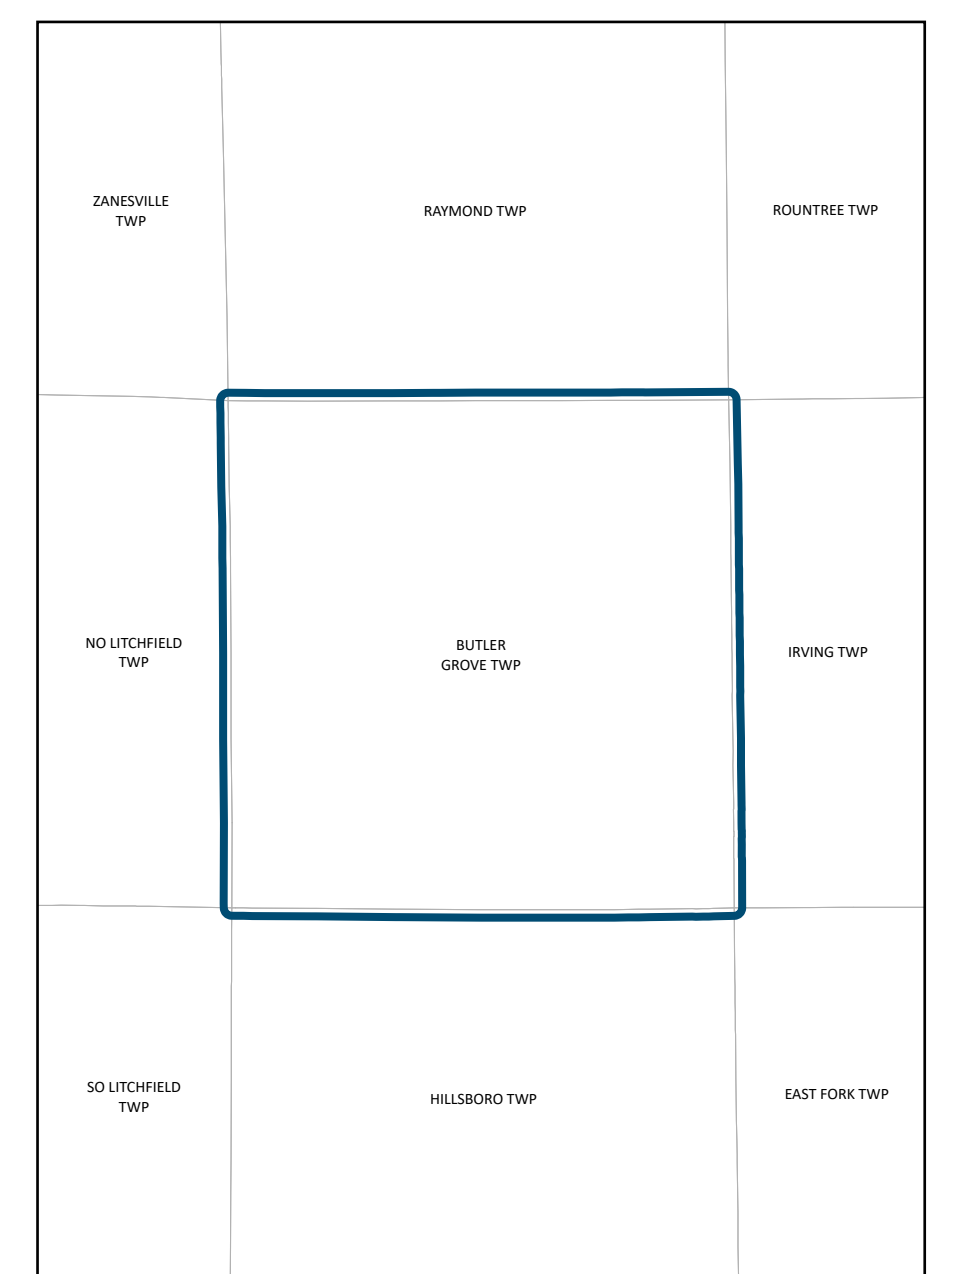 ZANESVILLE
TWP
RAYMOND TWP
ROUNTREE TWP
NO LITCHFIELD
TWP
BUTLER
GROVE TWP
IRVING TWP
SO LITCHFIELD
TWP
HILLSBORO TWP
EAST FORK TWP